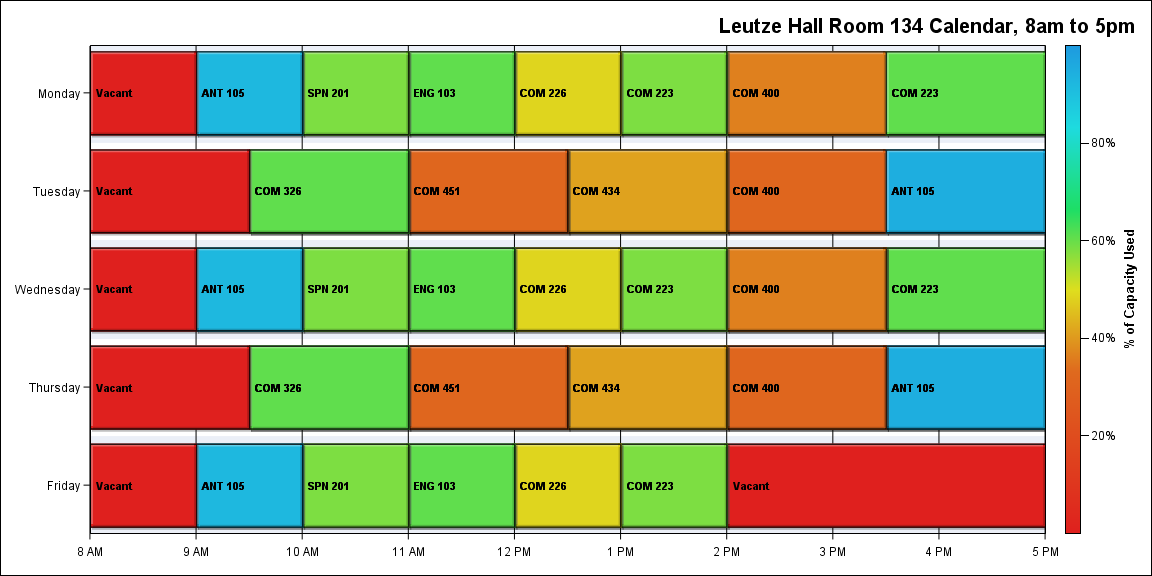 Leutze Hall Room 134 Calendar, 8am to 5pm
Monday
Vacant
ANT 105
SPN 201
ENG 103
COM 226
COM 223
COM 400
COM 223
Tuesday
Vacant
COM 326
COM 451
COM 434
COM 400
ANT 105
Wednesday
Vacant
ANT 105
SPN 201
ENG 103
COM 226
COM 223
COM 400
COM 223
Thursday
Vacant
COM 326
COM 451
COM 434
COM 400
ANT 105
Friday
Vacant
ANT 105
SPN 201
ENG 103
COM 226
COM 223
Vacant
8 AM
9 AM
10 AM
11 AM
12 PM
1 PM
2 PM
3 PM
4 PM
5 PM
80%
60%
40%
20%
% of Capacity Used